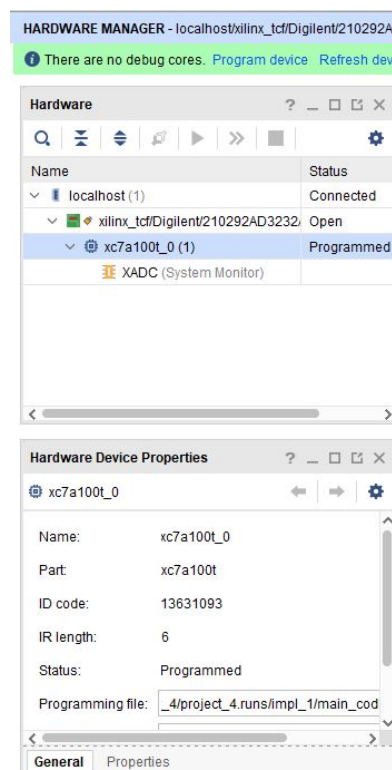 HARDWARE MANAGER - localhost/xilinx_tcf/Digilent/210292A
There are no debug cores. Program device Refresh dev
Hardware
Name Status
localhost (1) Connected
xilinx_tcf/Digilent/210292AD3232 Open
xc7a100t_0 (1) Programmed
XADC (System Monitor)
Hardware Device Properties
xc7a100t_0
Name: xc7a100t_0
Part: xc7a100t
ID code: 13631093
IR length: 6
Status: Programmed
Programming file: _4/project_4.runs/impl_1/main_cod
General Properties